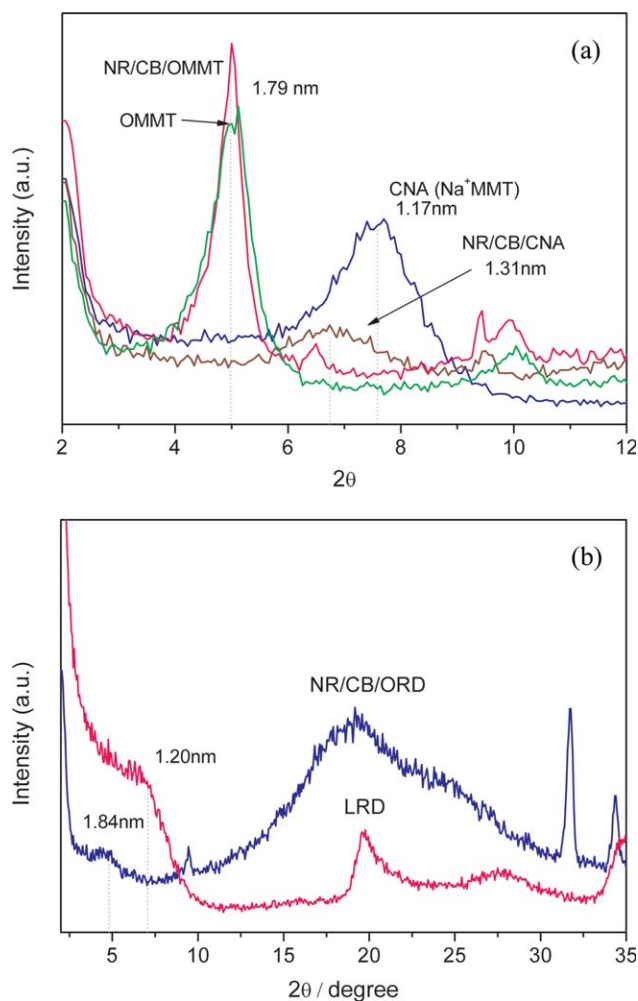 (a)
NR/CB/OMMT
1.79 nm
OMMT
CNA (Na⁺MMT)
1.17nm
NR/CB/CNA
1.31nm
Intensity (a.u.)
2 4 6 8 10 12
2θ
(b)
NR/CB/ORD
1.20nm
LRD
1.84nm
Intensity (a.u.)
5 10 15 20 25 30 35
2θ / degree